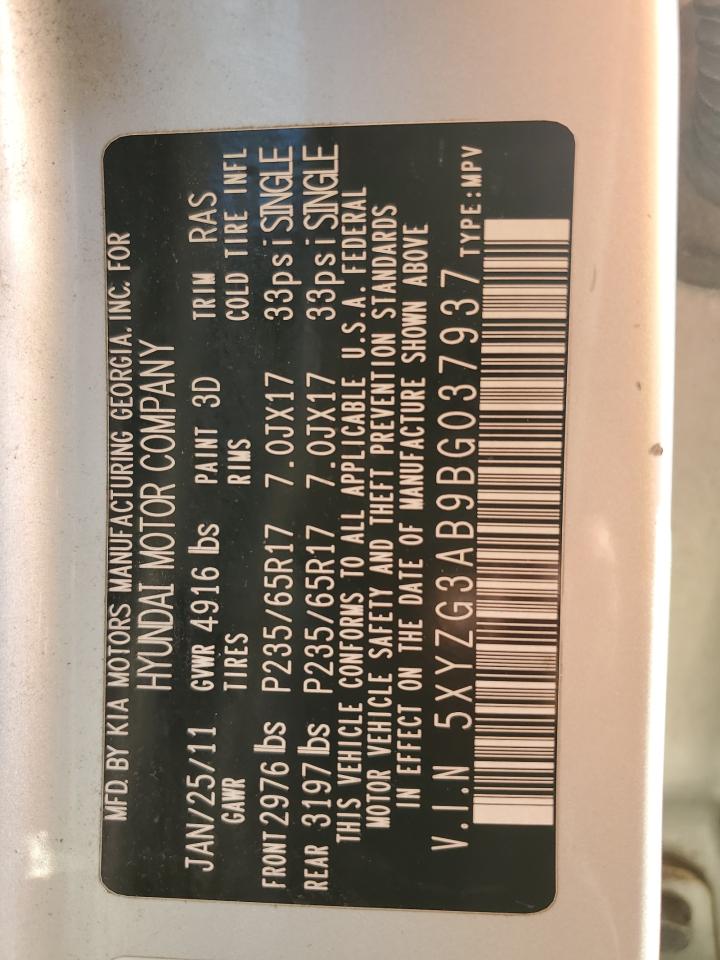 MFD. BY KIA MOTORS MANUFACTURING GEORGIA, INC. FOR
HYUNDAI MOTOR COMPANY
JAN/25/11 GVWR 4916 lbs PAINT 3D TRIM RAS
GAWR TIRES RIMS COLD TIRE INFL
FRONT 2976 lbs P235/65R17 7.0JX17 33psi SINGLE
REAR 3197 lbs P235/65R17 7.0JX17 33psi SINGLE
THIS VEHICLE CONFORMS TO ALL APPLICABLE U.S.A. FEDERAL
MOTOR VEHICLE SAFETY AND THEFT PREVENTION STANDARDS
IN EFFECT ON THE DATE OF MANUFACTURE SHOWN ABOVE
V.I.N 5XYZG3AB9BG037937 TYPE:MPV